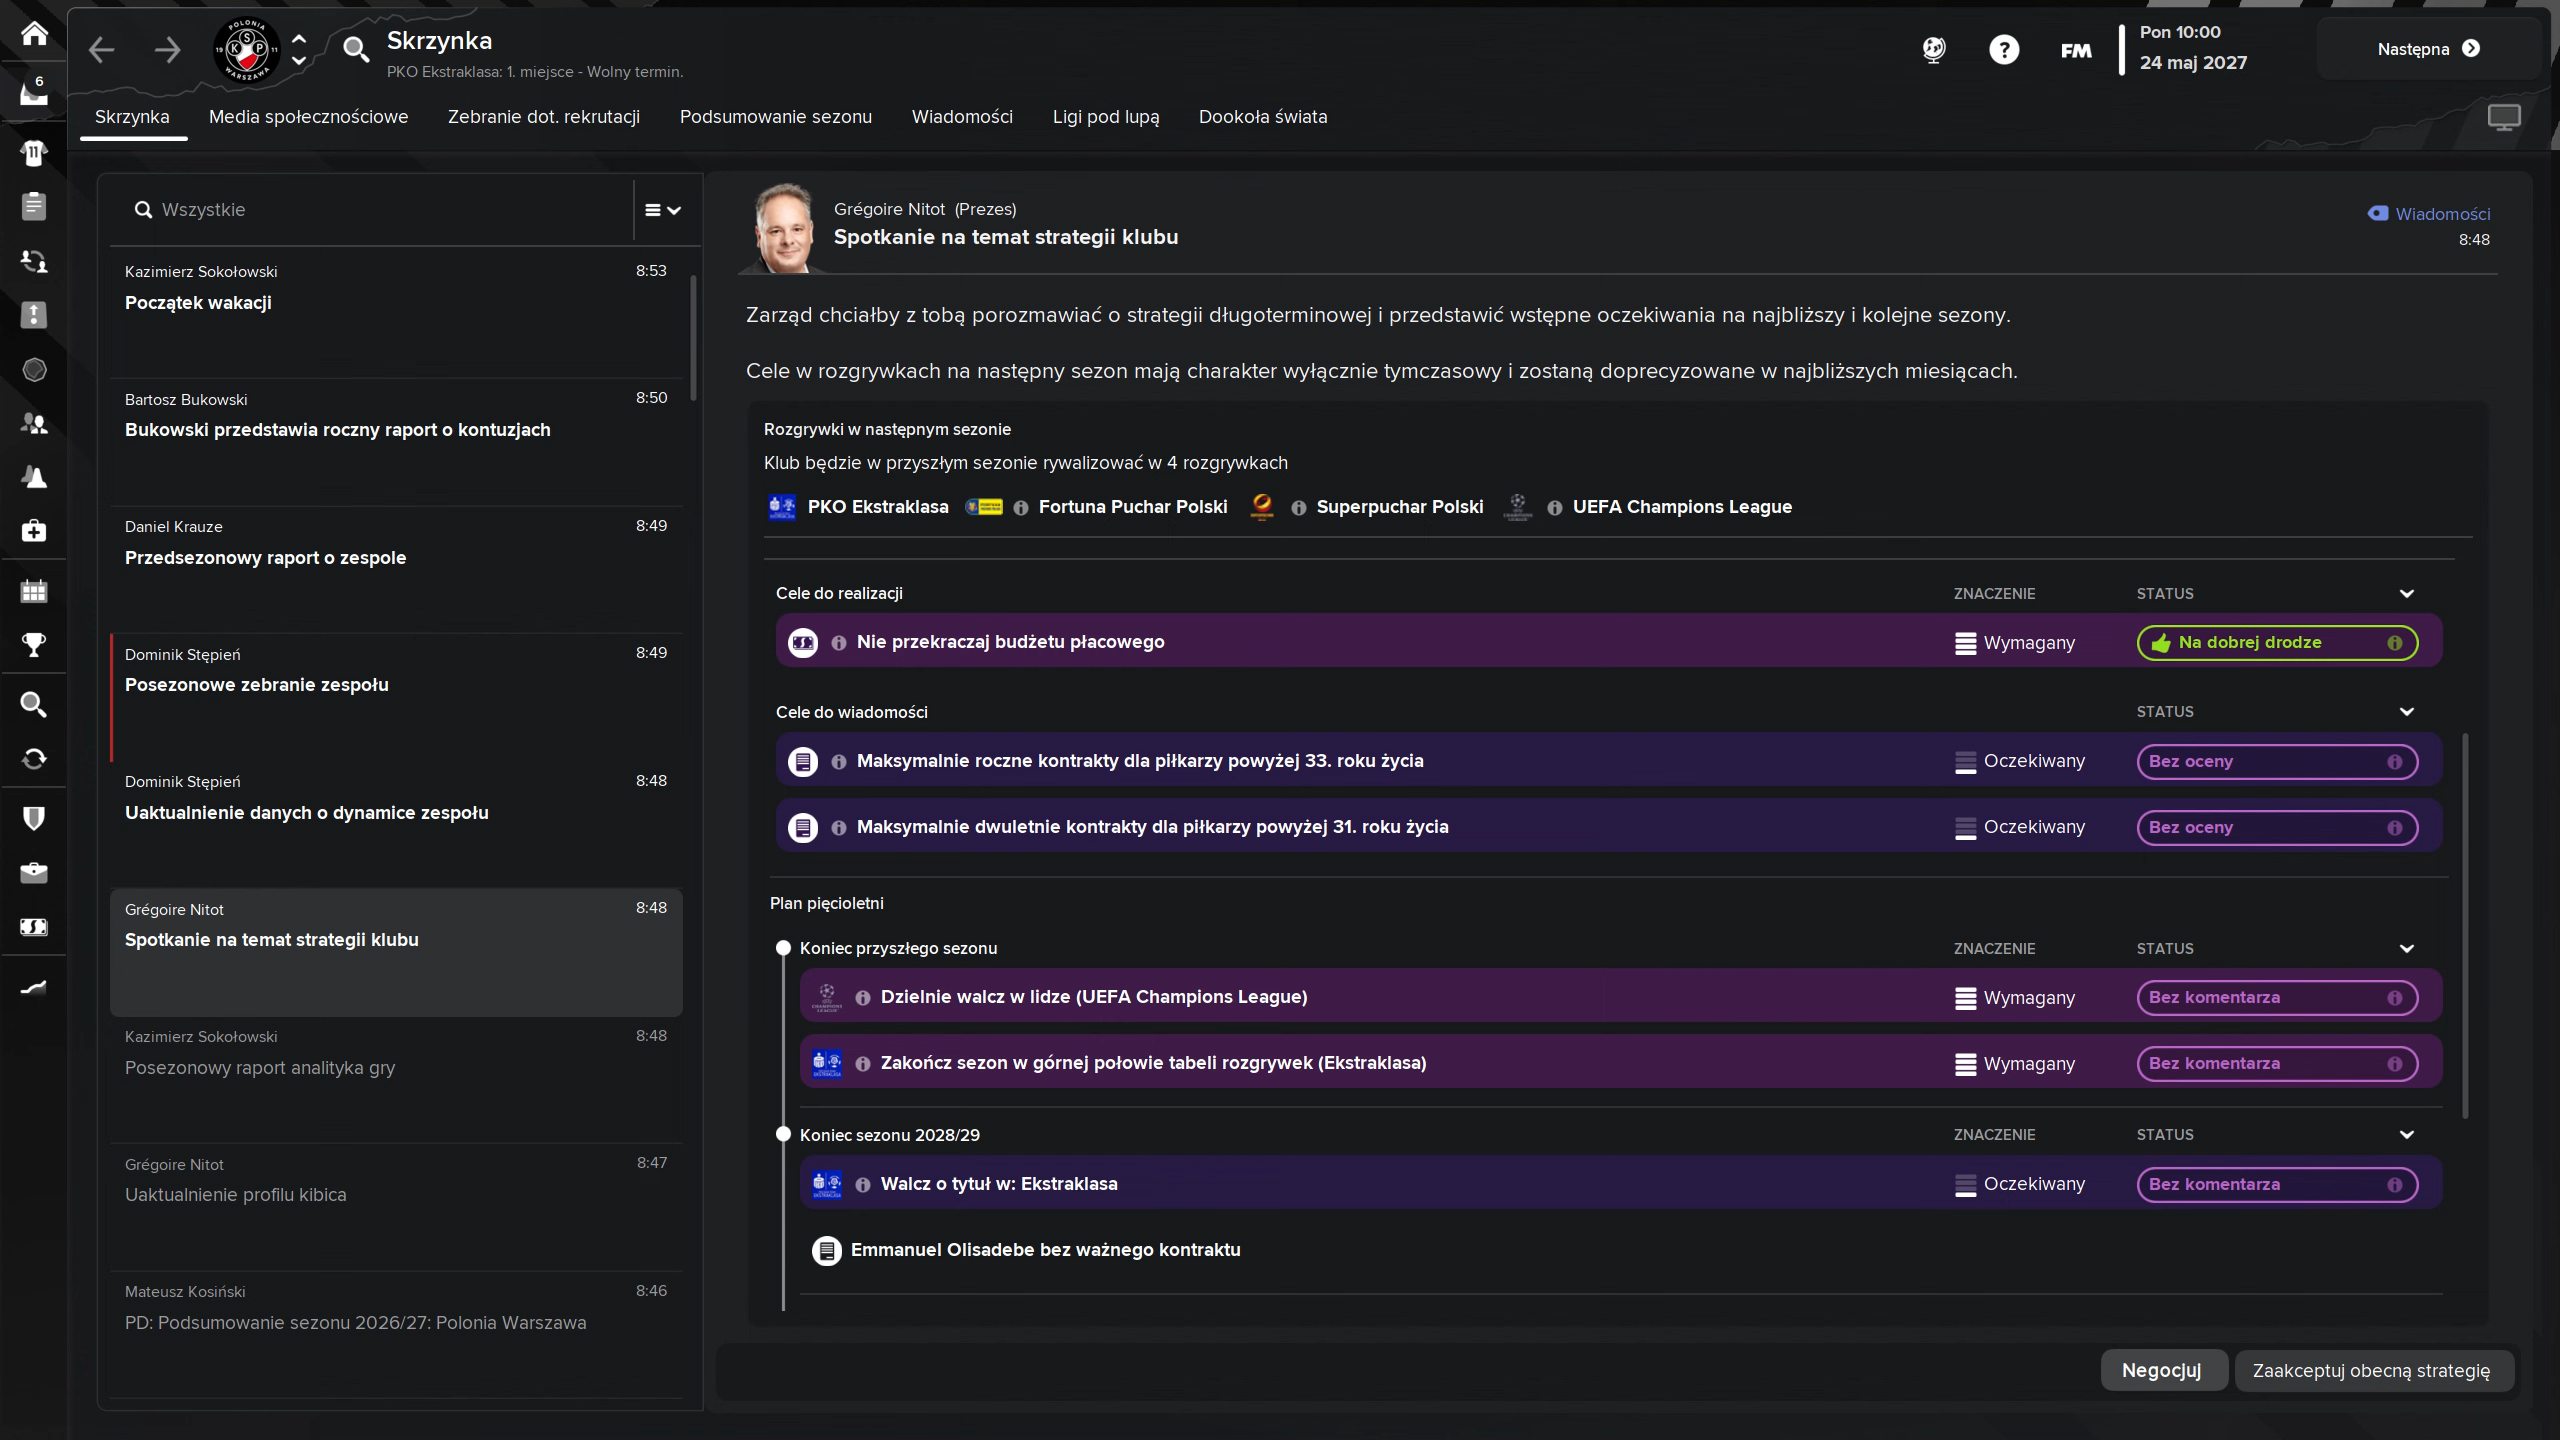 Skrzynka
PKO Ekstraklasa: 1. miejsce - Wolny termin.
POLONIA
19 KSP 11
WARSZAWA
FM
Pon 10:00
24 maj 2027
Następna
6
Skrzynka
Media społecznościowe
Zebranie dot. rekrutacji
Podsumowanie sezonu
Wiadomości
Ligi pod lupą
Dookoła świata
11
Wszystkie
Kazimierz Sokołowski 8:53
Początek wakacji
Bartosz Bukowski 8:50
Bukowski przedstawia roczny raport o kontuzjach
Daniel Krauze 8:49
Przedsezonowy raport o zespole
Dominik Stępień 8:49
Posezonowe zebranie zespołu
Dominik Stępień 8:48
Uaktualnienie danych o dynamice zespołu
Grégoire Nitot 8:48
Spotkanie na temat strategii klubu
Kazimierz Sokołowski 8:48
Posezonowy raport analityka gry
Grégoire Nitot 8:47
Uaktualnienie profilu kibica
Mateusz Kosiński 8:46
PD: Podsumowanie sezonu 2026/27: Polonia Warszawa
Grégoire Nitot (Prezes)
Spotkanie na temat strategii klubu
Wiadomości
8:48
Zarząd chciałby z tobą porozmawiać o strategii długoterminowej i przedstawić wstępne oczekiwania na najbliższy i kolejne sezony.
Cele w rozgrywkach na następny sezon mają charakter wyłącznie tymczasowy i zostaną doprecyzowane w najbliższych miesiącach.
Rozgrywki w następnym sezonie
Klub będzie w przyszłym sezonie rywalizować w 4 rozgrywkach
PKO Ekstraklasa Fortuna Puchar Polski Superpuchar Polski UEFA Champions League
Cele do realizacji ZNACZENIE STATUS
Nie przekraczaj budżetu płacowego Wymagany Na dobrej drodze
Cele do wiadomości STATUS
Maksymalnie roczne kontrakty dla piłkarzy powyżej 33. roku życia Oczekiwany Bez oceny
Maksymalnie dwuletnie kontrakty dla piłkarzy powyżej 31. roku życia Oczekiwany Bez oceny
Plan pięcioletni
Koniec przyszłego sezonu ZNACZENIE STATUS
Dzielnie walcz w lidze (UEFA Champions League) Wymagany Bez komentarza
Zakończ sezon w górnej połowie tabeli rozgrywek (Ekstraklasa) Wymagany Bez komentarza
Koniec sezonu 2028/29 ZNACZENIE STATUS
Walcz o tytuł w: Ekstraklasa Oczekiwany Bez komentarza
Emmanuel Olisadebe bez ważnego kontraktu
Negocjuj
Zaakceptuj obecną strategię